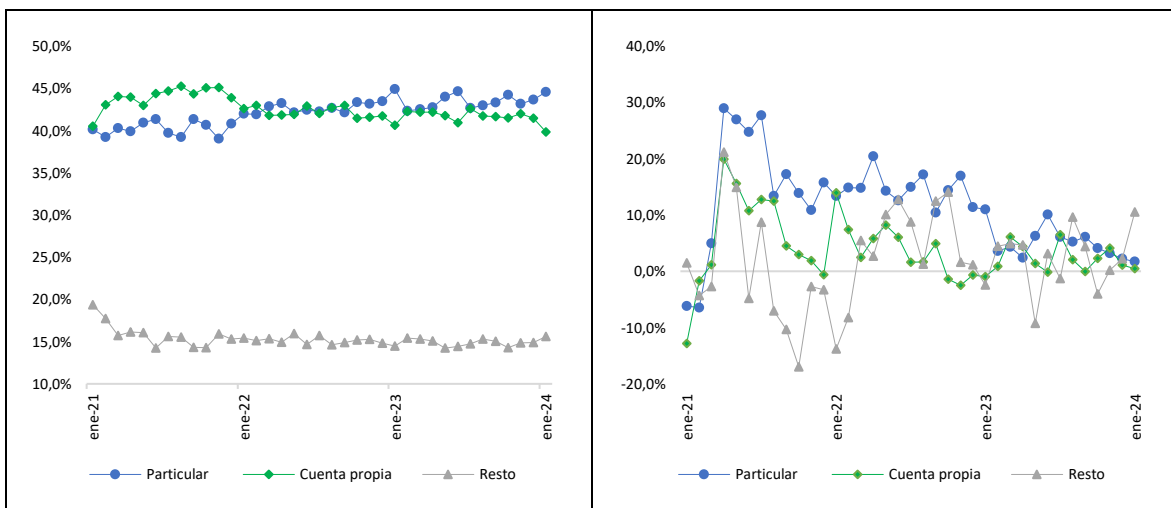 50,0%
45,0%
40,0%
35,0%
30,0%
25,0%
20,0%
15,0%
10,0%
ene-21
ene-22
ene-23
ene-24
Particular
Cuenta propia
Resto
40,0%
30,0%
20,0%
10,0%
0,0%
-10,0%
-20,0%
ene-21
ene-22
ene-23
ene-24
Particular
Cuenta propia
Resto